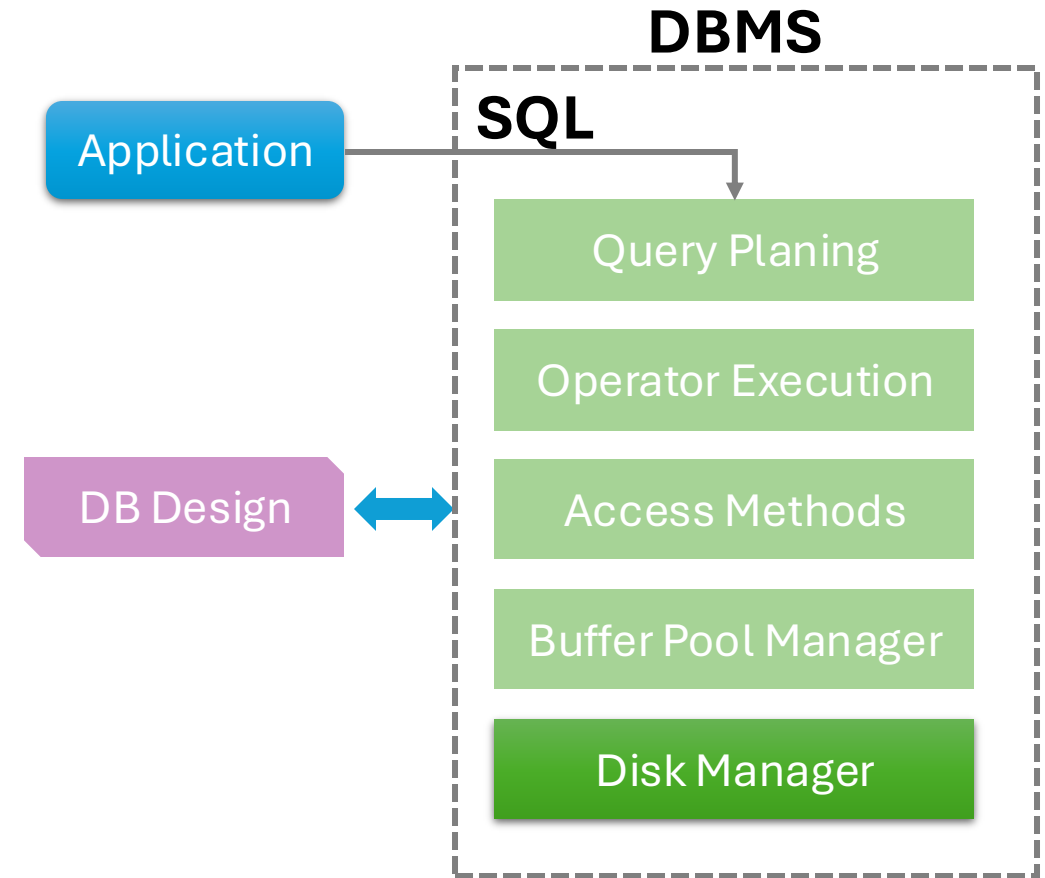 DBMS
SQL
Application
Query Planing
Operator Execution
DB Design
Access Methods
Buffer Pool Manager
Disk Manager